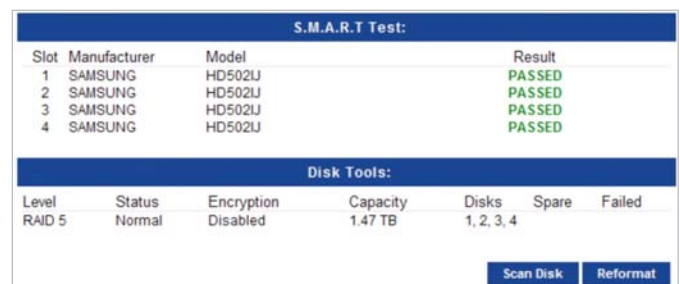 S.M.A.R.T Test:
Slot Manufacturer Model Result
1 SAMSUNG HD502IJ PASSED
2 SAMSUNG HD502IJ PASSED
3 SAMSUNG HD502IJ PASSED
4 SAMSUNG HD502IJ PASSED
Disk Tools:
Level Status Encryption Capacity Disks Spare Failed
RAID 5 Normal Disabled 1.47 TB 1, 2, 3, 4
Scan Disk Reformat